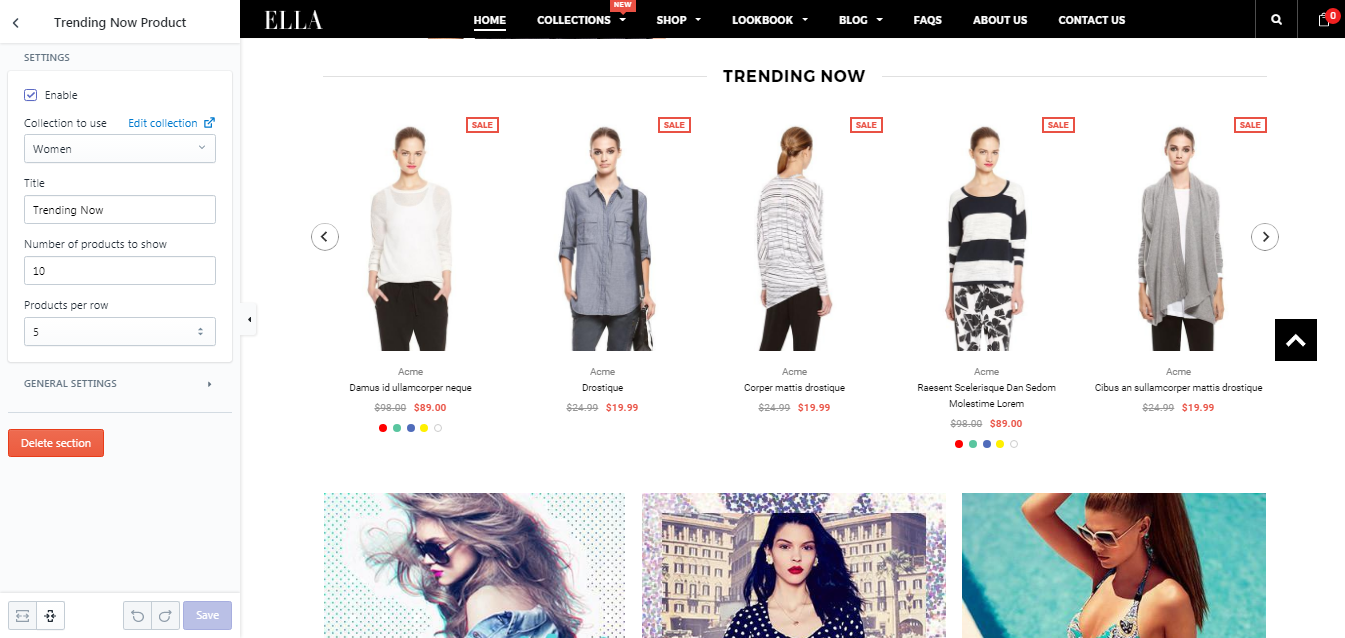 Trending Now Product
SETTINGS
Enable
Collection to use Edit collection
Women
Title
Trending Now
Number of products to show
10
Products per row
5
GENERAL SETTINGS
Delete section
Save
ELLA
HOME COLLECTIONS SHOP LOOKBOOK BLOG FAQS ABOUT US CONTACT US
NEW
0
TRENDING NOW
SALE SALE SALE SALE SALE
Acme
Damus id ullamcorper neque
$98.00 $89.00
Acme
Drostique
$24.99 $19.99
Acme
Corper mattis drostique
$24.99 $19.99
Acme
Raesent Scelerisque Dan Sedom
Molestime Lorem
$98.00 $89.00
Acme
Cibus an sullamcorper mattis drostique
$24.99 $19.99